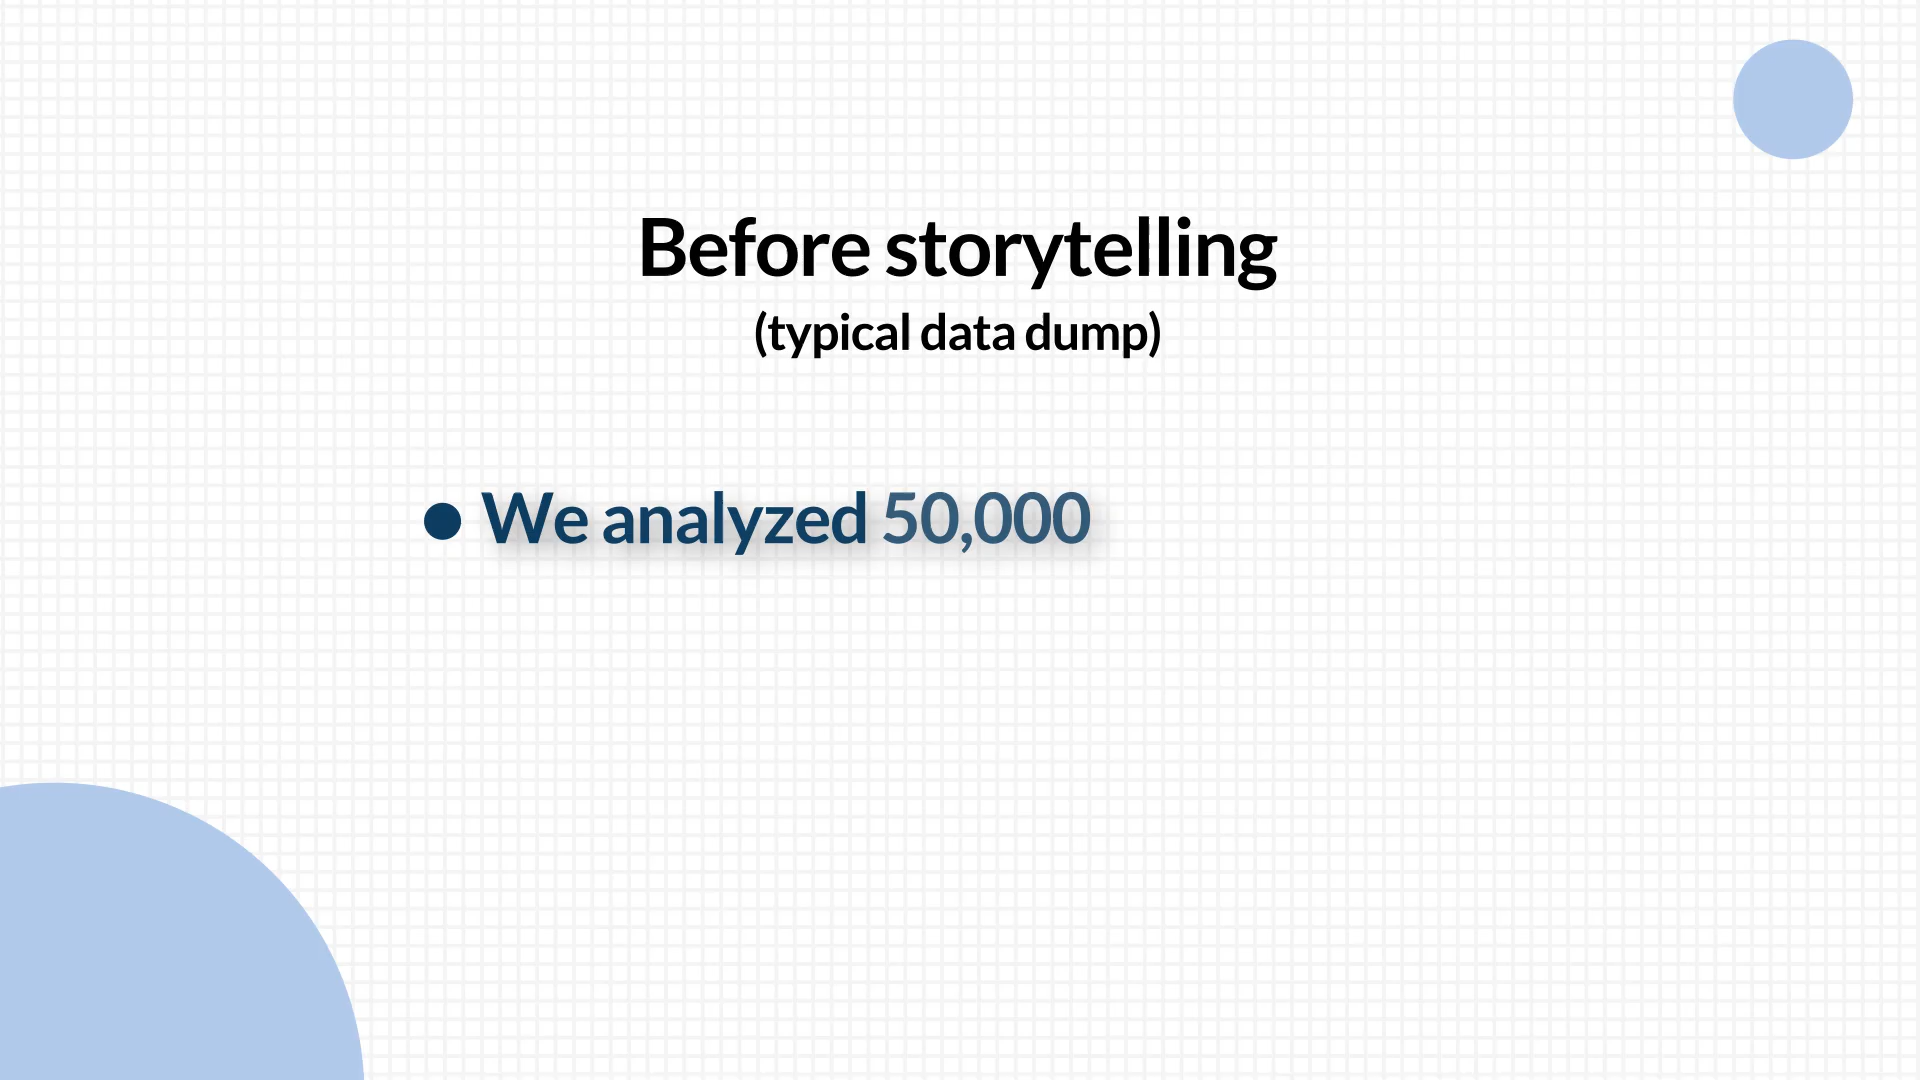 Before storytelling
(typical data dump)
● We analyzed 50,000